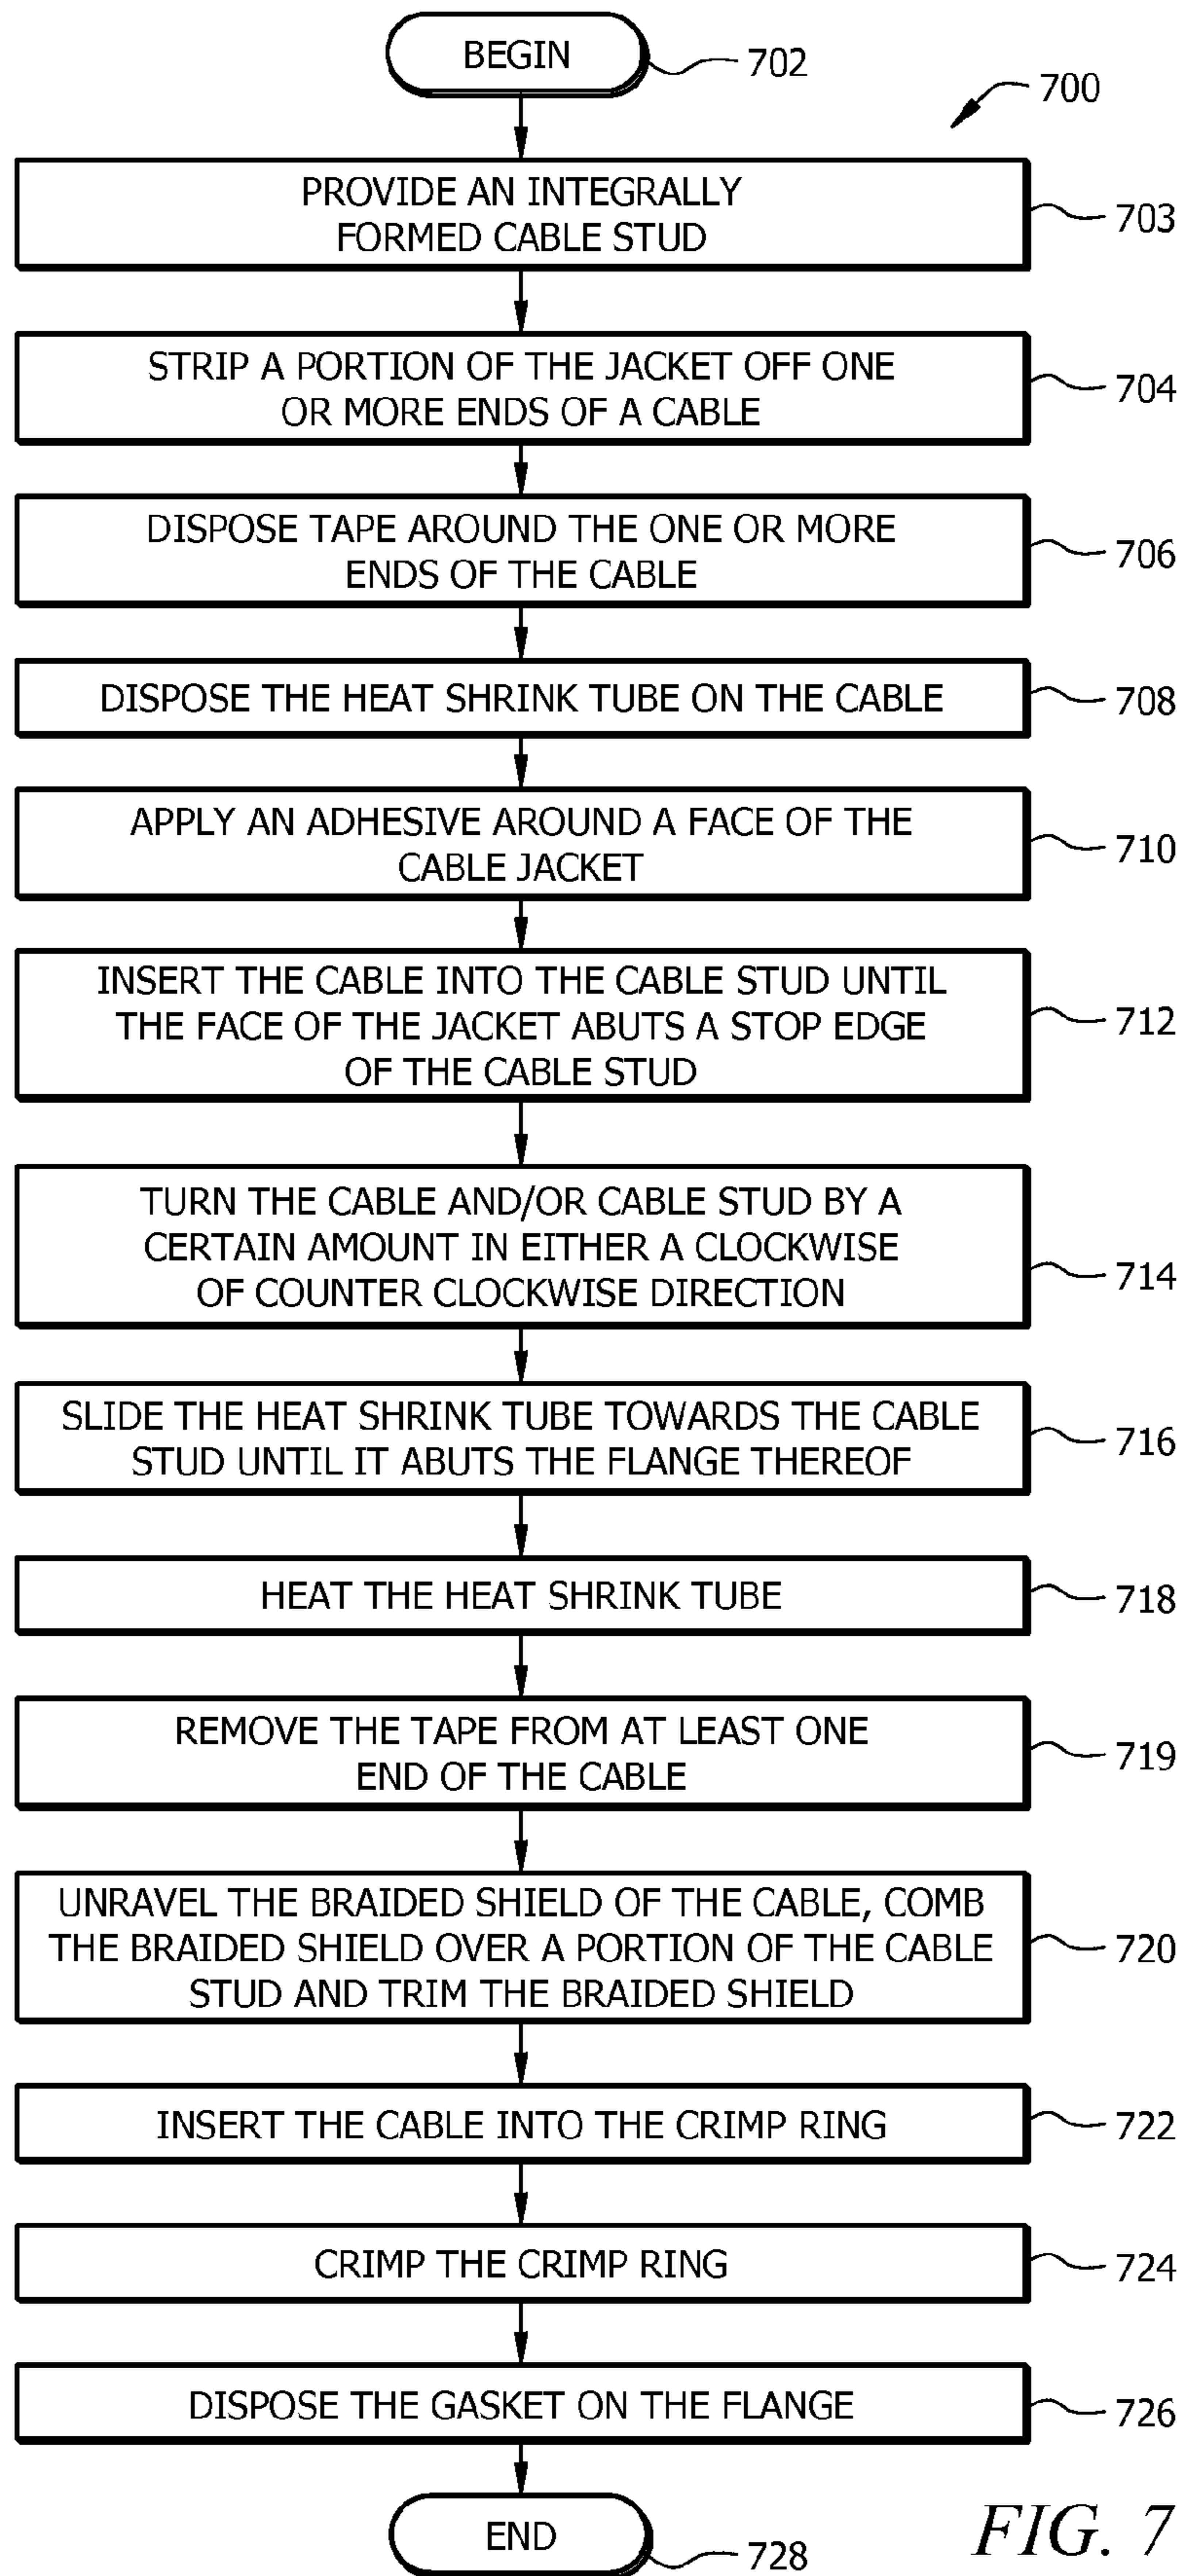 BEGIN
702
700
PROVIDE AN INTEGRALLY
FORMED CABLE STUD
703
STRIP A PORTION OF THE JACKET OFF ONE
OR MORE ENDS OF A CABLE
704
DISPOSE TAPE AROUND THE ONE OR MORE
ENDS OF THE CABLE
706
DISPOSE THE HEAT SHRINK TUBE ON THE CABLE
708
APPLY AN ADHESIVE AROUND A FACE OF THE
CABLE JACKET
710
INSERT THE CABLE INTO THE CABLE STUD UNTIL
THE FACE OF THE JACKET ABUTS A STOP EDGE
OF THE CABLE STUD
712
TURN THE CABLE AND/OR CABLE STUD BY A
CERTAIN AMOUNT IN EITHER A CLOCKWISE
OF COUNTER CLOCKWISE DIRECTION
714
SLIDE THE HEAT SHRINK TUBE TOWARDS THE CABLE
STUD UNTIL IT ABUTS THE FLANGE THEREOF
716
HEAT THE HEAT SHRINK TUBE
718
REMOVE THE TAPE FROM AT LEAST ONE
END OF THE CABLE
719
UNRAVEL THE BRAIDED SHIELD OF THE CABLE, COMB
THE BRAIDED SHIELD OVER A PORTION OF THE CABLE
STUD AND TRIM THE BRAIDED SHIELD
720
INSERT THE CABLE INTO THE CRIMP RING
722
CRIMP THE CRIMP RING
724
DISPOSE THE GASKET ON THE FLANGE
726
END
728
FIG. 7